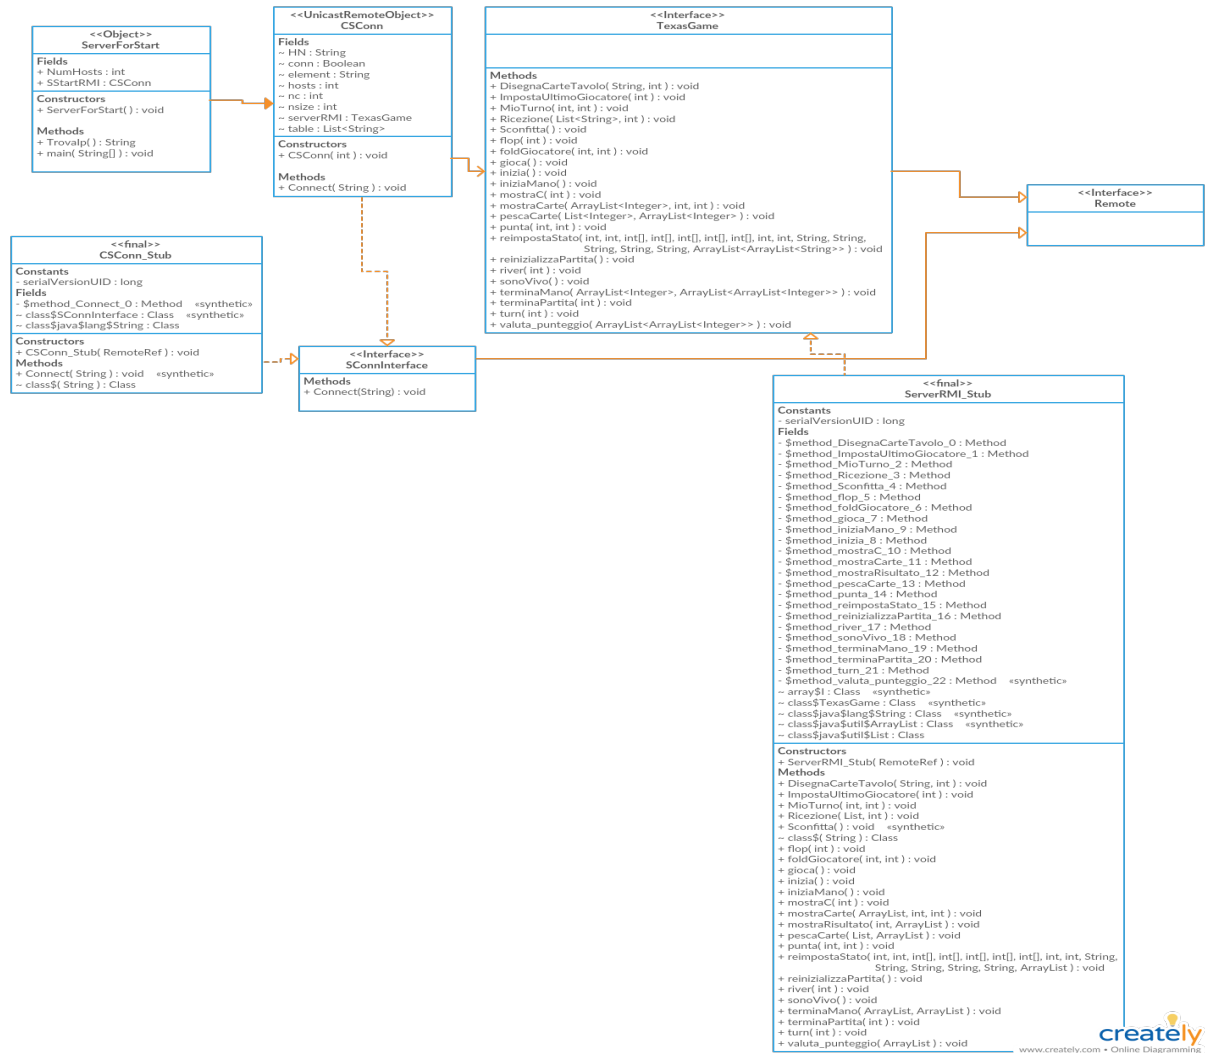 <<Object>>
ServerForStart
Fields
+ NumHosts : int
+ SStartRMI : CSConn
Constructors
+ ServerForStart( ) : void
Methods
+ TrovaIp( ) : String
+ main( String[] ) : void
<<UnicastRemoteObject>>
CSConn
Fields
~ HN : String
~ conn : Boolean
~ element : String
~ hosts : int
~ nc : int
~ nsize : int
~ serverRMI : TexasGame
~ table : List<String>
Constructors
+ CSConn( int ) : void
Methods
+ Connect( String ) : void
<<Interface>>
TexasGame
Methods
+ DisegnaCarteTavolo( String, int ) : void
+ ImpostaUltimoGiocatore( int ) : void
+ MioTurno( int, int ) : void
+ Ricezione( List<String>, int ) : void
+ Sconfitta( ) : void
+ flop( int ) : void
+ foldGiocatore( int, int ) : void
+ gioca( ) : void
+ inizia( ) : void
+ iniziaMano( ) : void
+ mostraC( int ) : void
+ mostraCarte( ArrayList<Integer>, int, int ) : void
+ pescaCarte( List<Integer>, ArrayList<Integer> ) : void
+ punta( int, int ) : void
+ reimpostaStato( int, int, int[], int[], int[], int[], int[], int, int, String, String,
String, String, String, ArrayList<ArrayList<String>> ) : void
+ reinizializzaPartita( ) : void
+ river( int ) : void
+ sonoVivo( ) : void
+ terminaMano( ArrayList<Integer>, ArrayList<ArrayList<Integer>> ) : void
+ terminaPartita( int ) : void
+ turn( int ) : void
+ valuta_punteggio( ArrayList<ArrayList<Integer>> ) : void
<<Interface>>
Remote
<<final>>
CSConn_Stub
Constants
- serialVersionUID : long
Fields
- $method_Connect_0 : Method «synthetic»
~ class$SConnInterface : Class «synthetic»
~ class$java$lang$String : Class
Constructors
+ CSConn_Stub( RemoteRef ) : void
Methods
+ Connect( String ) : void «synthetic»
~ class$( String ) : Class
<<Interface>>
SConnInterface
Methods
+ Connect(String) : void
<<final>>
ServerRMI_Stub
Constants
- serialVersionUID : long
Fields
- $method_DisegnaCarteTavolo_0 : Method
- $method_ImpostaUltimoGiocatore_1 : Method
- $method_MioTurno_2 : Method
- $method_Ricezione_3 : Method
- $method_Sconfitta_4 : Method
- $method_flop_5 : Method
- $method_foldGiocatore_6 : Method
- $method_gioca_7 : Method
- $method_iniziaMano_9 : Method
- $method_inizia_8 : Method
- $method_mostraC_10 : Method
- $method_mostraCarte_11 : Method
- $method_mostraRisultato_12 : Method
- $method_pescaCarte_13 : Method
- $method_punta_14 : Method
- $method_reimpostaStato_15 : Method
- $method_reinizializzaPartita_16 : Method
- $method_river_17 : Method
- $method_sonoVivo_18 : Method
- $method_terminaMano_19 : Method
- $method_terminaPartita_20 : Method
- $method_turn_21 : Method
- $method_valuta_punteggio_22 : Method «synthetic»
~ array$I : Class «synthetic»
~ class$TexasGame : Class «synthetic»
~ class$java$lang$String : Class «synthetic»
~ class$java$util$ArrayList : Class «synthetic»
~ class$java$util$List : Class
Constructors
+ ServerRMI_Stub( RemoteRef ) : void
Methods
+ DisegnaCarteTavolo( String, int ) : void
+ ImpostaUltimoGiocatore( int ) : void
+ MioTurno( int, int ) : void
+ Ricezione( List, int ) : void
+ Sconfitta( ) : void «synthetic»
~ class$( String ) : Class
+ flop( int ) : void
+ foldGiocatore( int, int ) : void
+ gioca( ) : void
+ inizia( ) : void
+ iniziaMano( ) : void
+ mostraC( int ) : void
+ mostraCarte( ArrayList, int, int ) : void
+ mostraRisultato( int, ArrayList ) : void
+ pescaCarte( List, ArrayList ) : void
+ punta( int, int ) : void
+ reimpostaStato( int, int, int[], int[], int[], int[], int[], int, int, String,
String, String, String, String, ArrayList ) : void
+ reinizializzaPartita( ) : void
+ river( int ) : void
+ sonoVivo( ) : void
+ terminaMano( ArrayList, ArrayList ) : void
+ terminaPartita( int ) : void
+ turn( int ) : void
+ valuta_punteggio( ArrayList ) : void
creately
www.creately.com • Online Diagramming